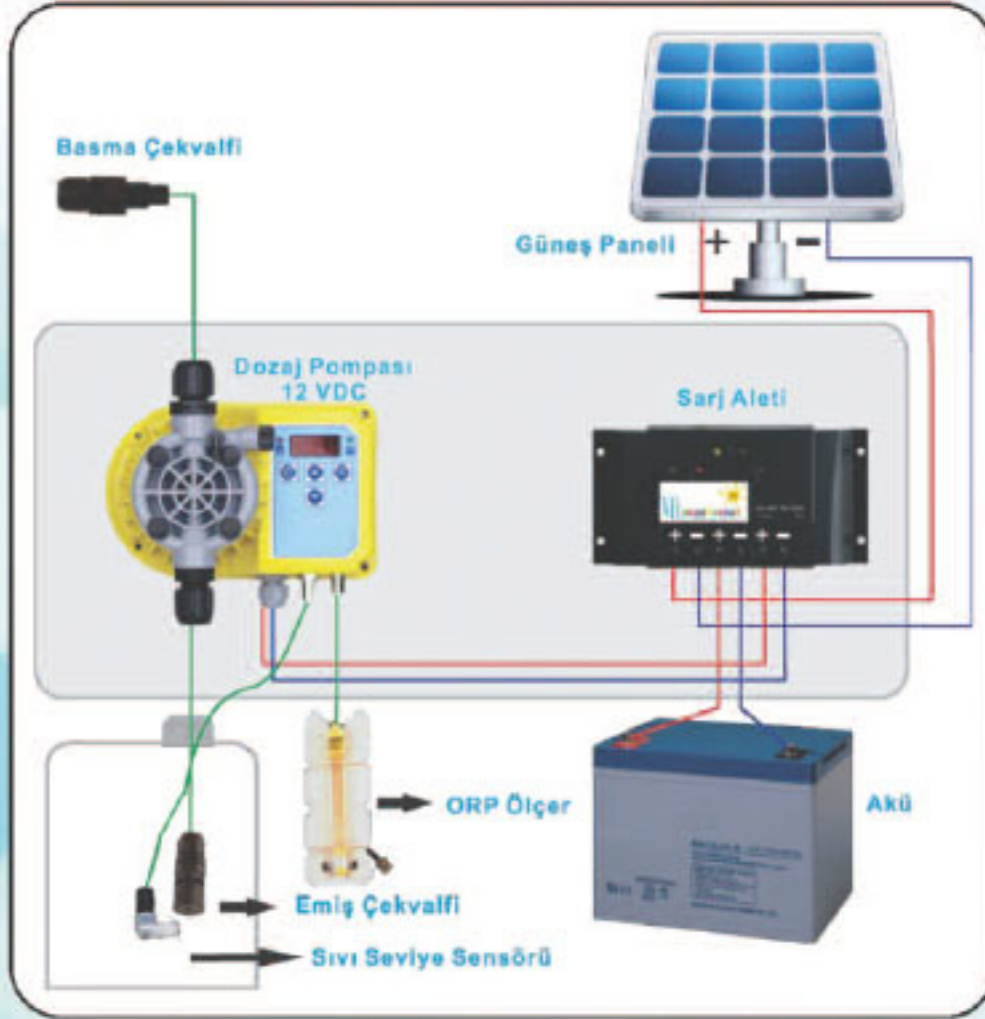 Basma Çekvalfi
Güneş Paneli
+
−
Dozaj Pompası
12 VDC
Sarj Aleti
+ − + − + −
ORP Ölçer
Akü
Emiş Çekvalfi
Sıvı Seviye Sensörü